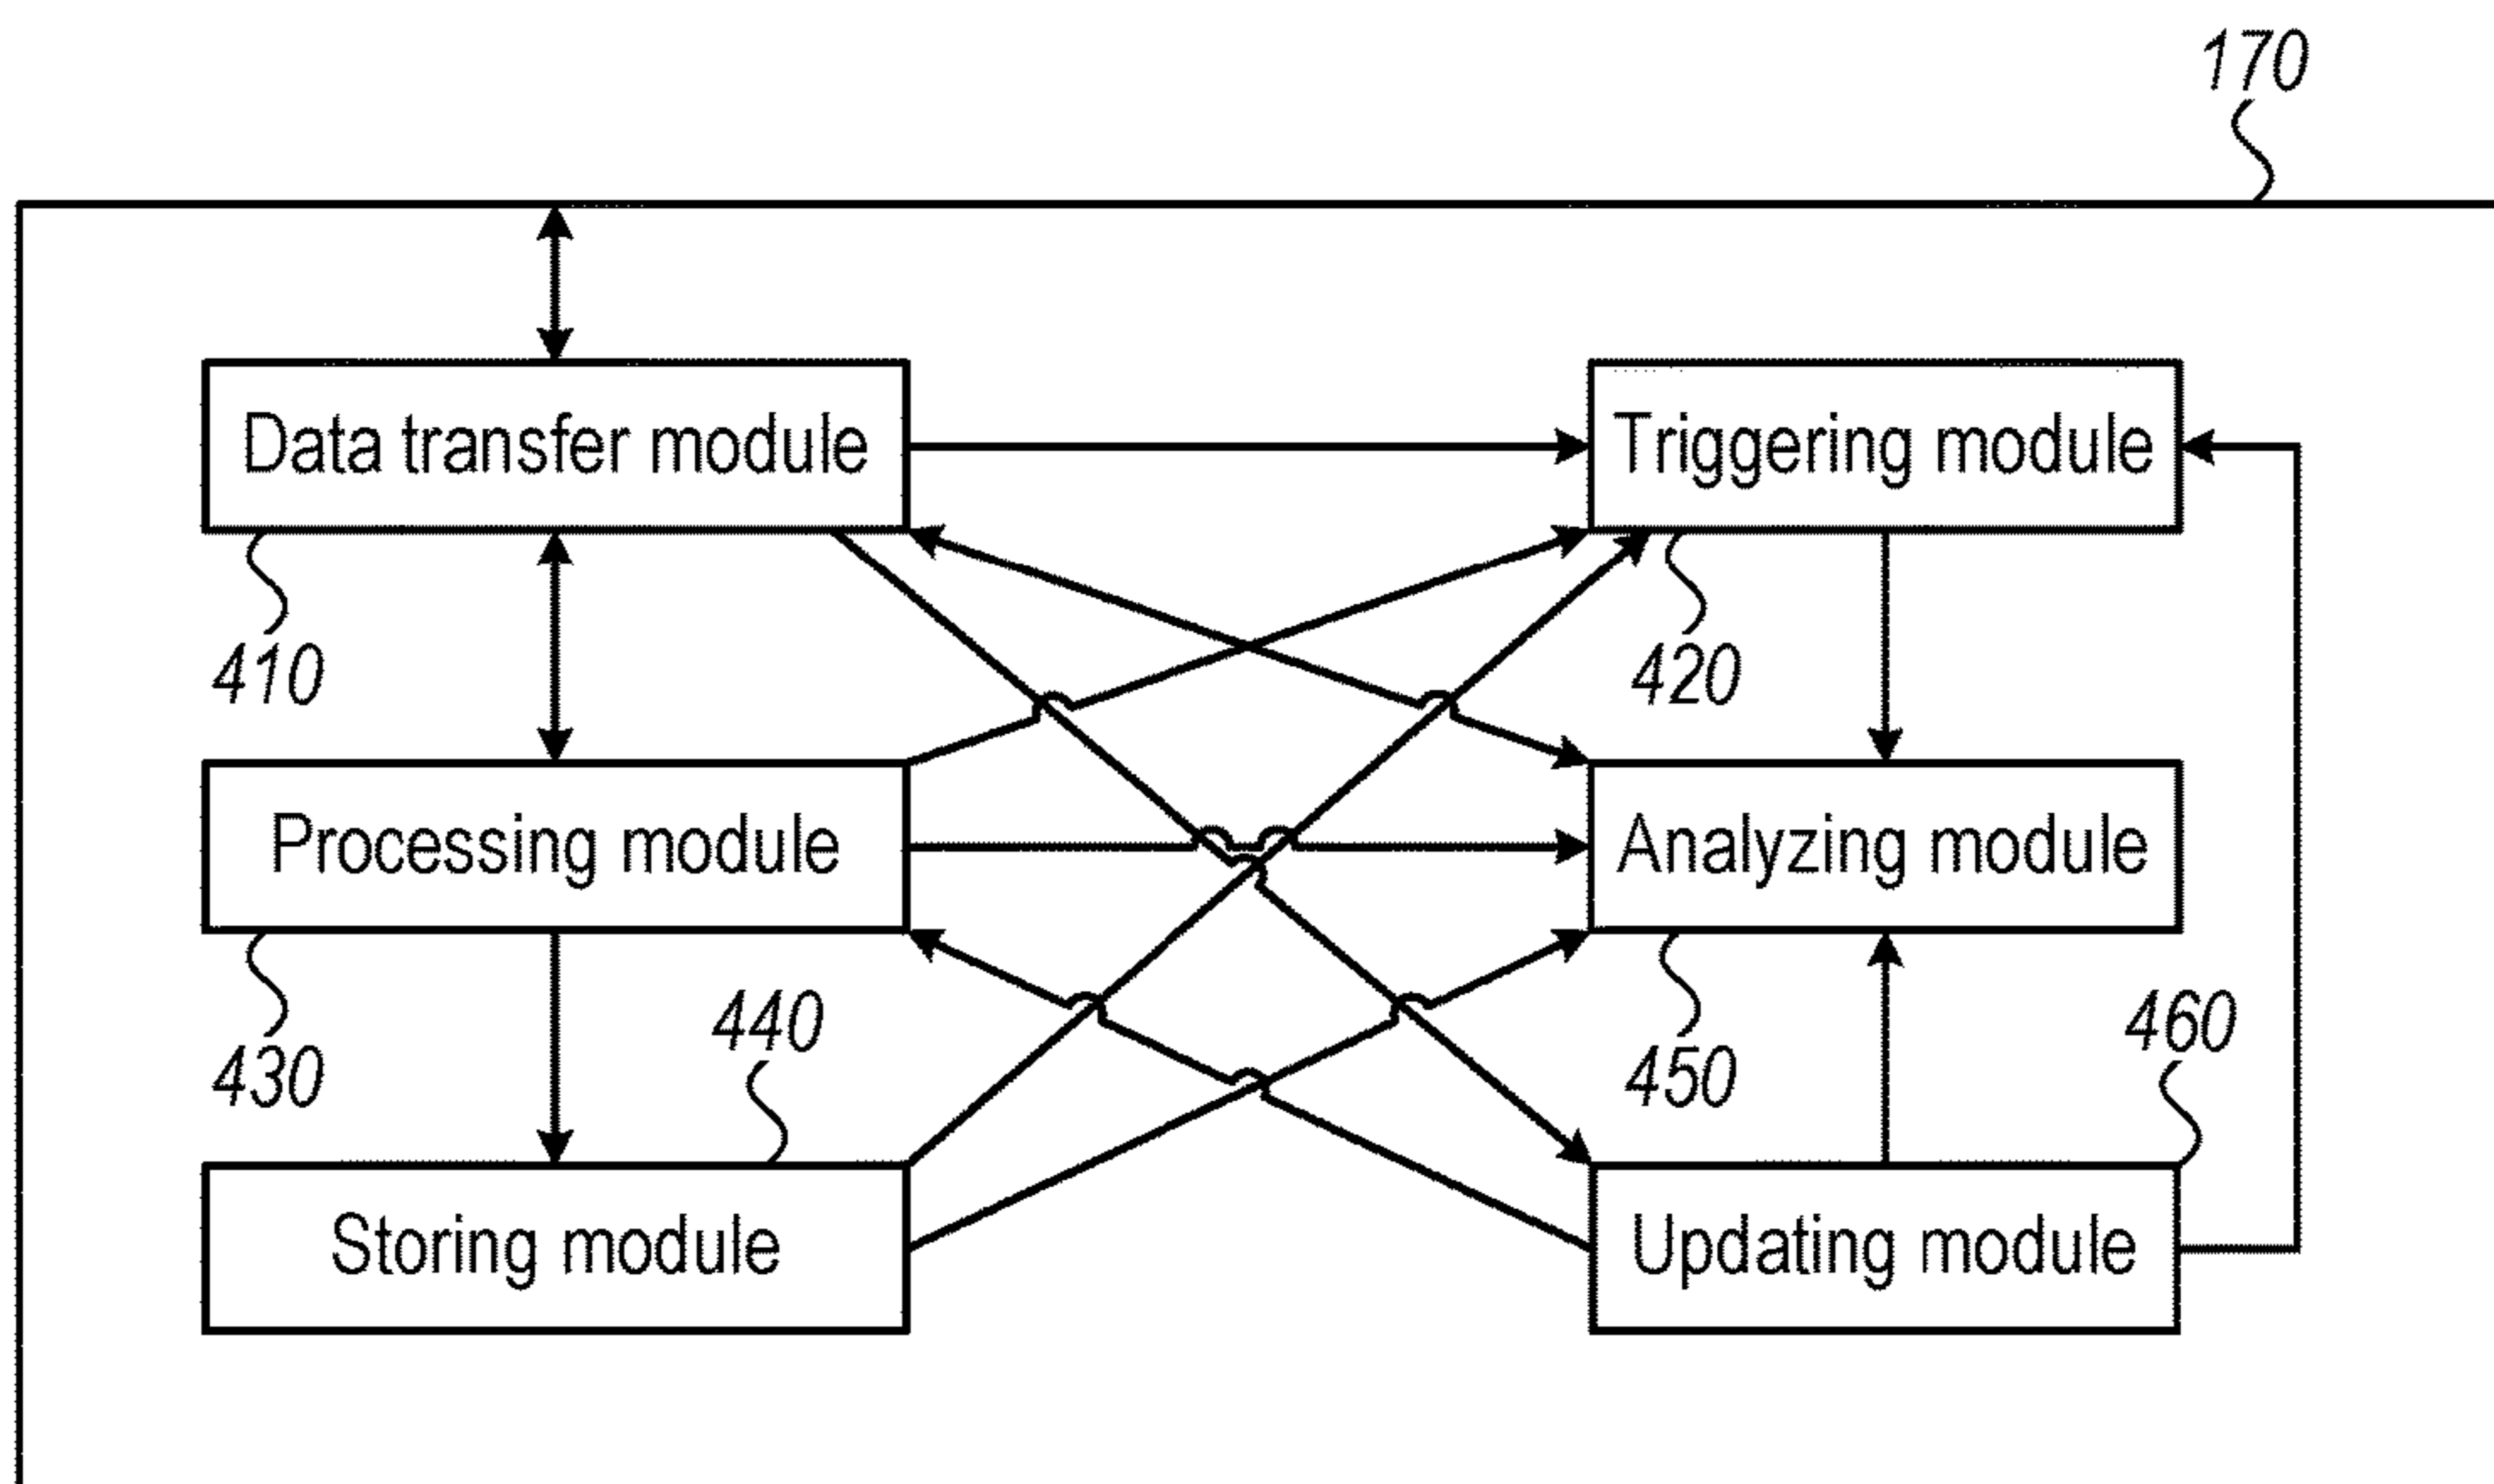 170
Data transfer module
Triggering module
410
420
Processing module
Analyzing module
430
440
450
460
Storing module
Updating module